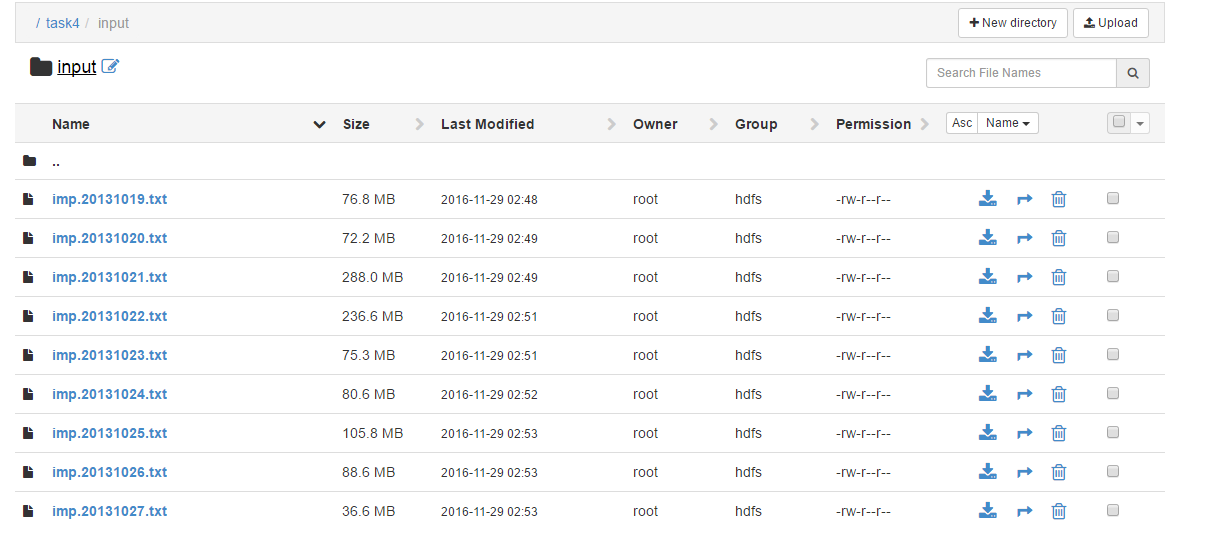 / task4 / input
New directory
Upload
input
Search File Names
Name Size Last Modified Owner Group Permission Asc Name
..
imp.20131019.txt 76.8 MB 2016-11-29 02:48 root hdfs -rw-r--r--
imp.20131020.txt 72.2 MB 2016-11-29 02:49 root hdfs -rw-r--r--
imp.20131021.txt 288.0 MB 2016-11-29 02:49 root hdfs -rw-r--r--
imp.20131022.txt 236.6 MB 2016-11-29 02:51 root hdfs -rw-r--r--
imp.20131023.txt 75.3 MB 2016-11-29 02:51 root hdfs -rw-r--r--
imp.20131024.txt 80.6 MB 2016-11-29 02:52 root hdfs -rw-r--r--
imp.20131025.txt 105.8 MB 2016-11-29 02:53 root hdfs -rw-r--r--
imp.20131026.txt 88.6 MB 2016-11-29 02:53 root hdfs -rw-r--r--
imp.20131027.txt 36.6 MB 2016-11-29 02:53 root hdfs -rw-r--r--